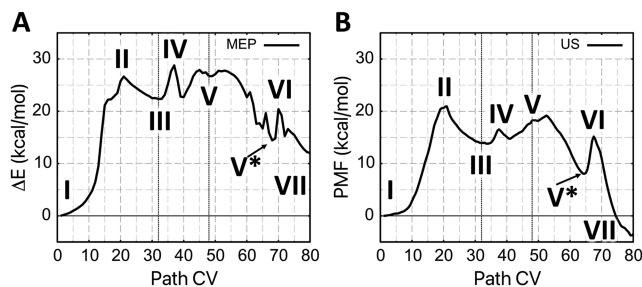 A
MEP
ΔE (kcal/mol)
30
20
10
0
0 10 20 30 40 50 60 70 80
Path CV
I
II
III
IV
V
V*
VI
VII
B
US
PMF (kcal/mol)
30
20
10
0
0 10 20 30 40 50 60 70 80
Path CV
I
II
III
IV
V
V*
VI
VII